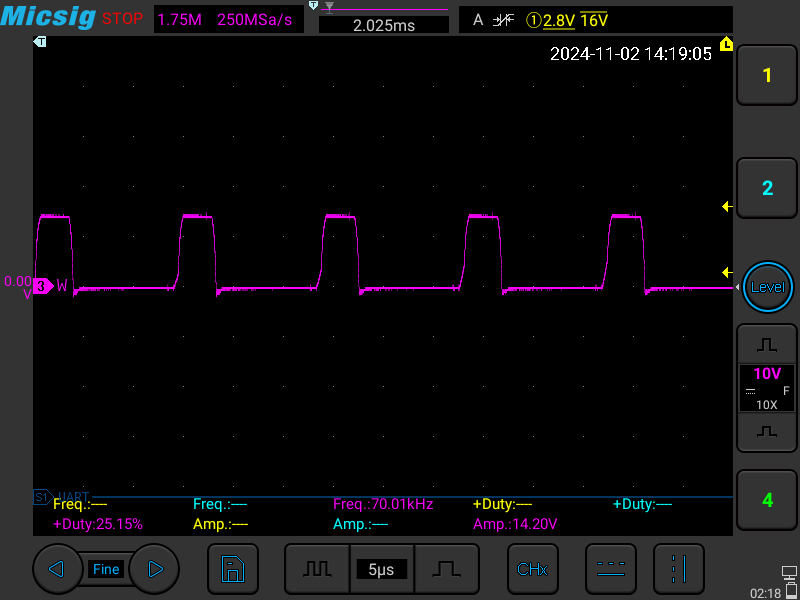 Micsig STOP 1.75M 250MSa/s T 2.025ms A 1 2.8V 16V
T L
2024-11-02 14:19:05
1
2
0.00 3 W
V
Level
10V
F
10X
S1 UART
Freq.:---- Freq.:---- Freq.:70.01kHz +Duty:---- +Duty:----
+Duty:25.15% Amp.:---- Amp.:---- Amp.:14.20V
4
Fine 5µs CHx
02:18